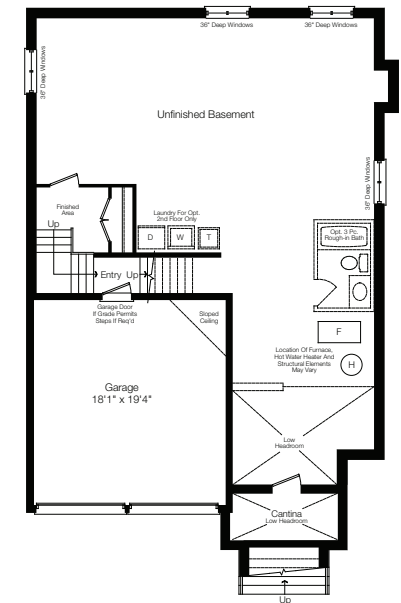 36" Deep Windows
36" Deep Windows
36" Deep Windows
Unfinished Basement
36" Deep Windows
Finished
Area
Up
Laundry For Opt.
2nd Floor Only
D
W
T
Opt. 3 Pc.
Rough-in Bath
Entry
Up
Garage Door
If Grade Permits
Steps If Req'd
Sloped
Ceiling
F
Location Of Furnace,
Hot Water Heater And
Structural Elements
May Vary
H
Garage
18'1" x 19'4"
Low
Headroom
Cantina
Low Headroom
Up